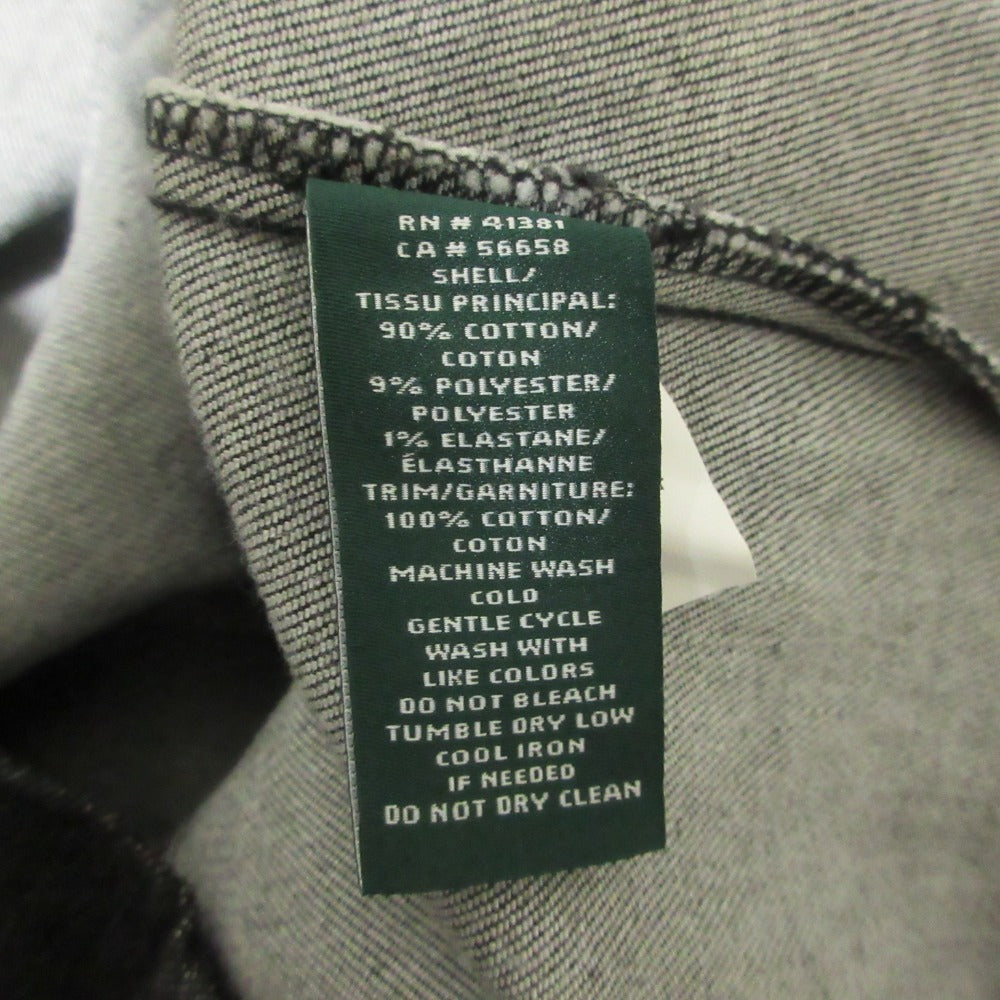 RN # 41381
CA # 56658
SHELL/
TISSU PRINCIPAL:
90% COTTON/
COTON
9% POLYESTER/
POLYESTER
1% ELASTANE/
ÉLASTHANNE
TRIM/GARNITURE:
100% COTTON/
COTON
MACHINE WASH
COLD
GENTLE CYCLE
WASH WITH
LIKE COLORS
DO NOT BLEACH
TUMBLE DRY LOW
COOL IRON
IF NEEDED
DO NOT DRY CLEAN